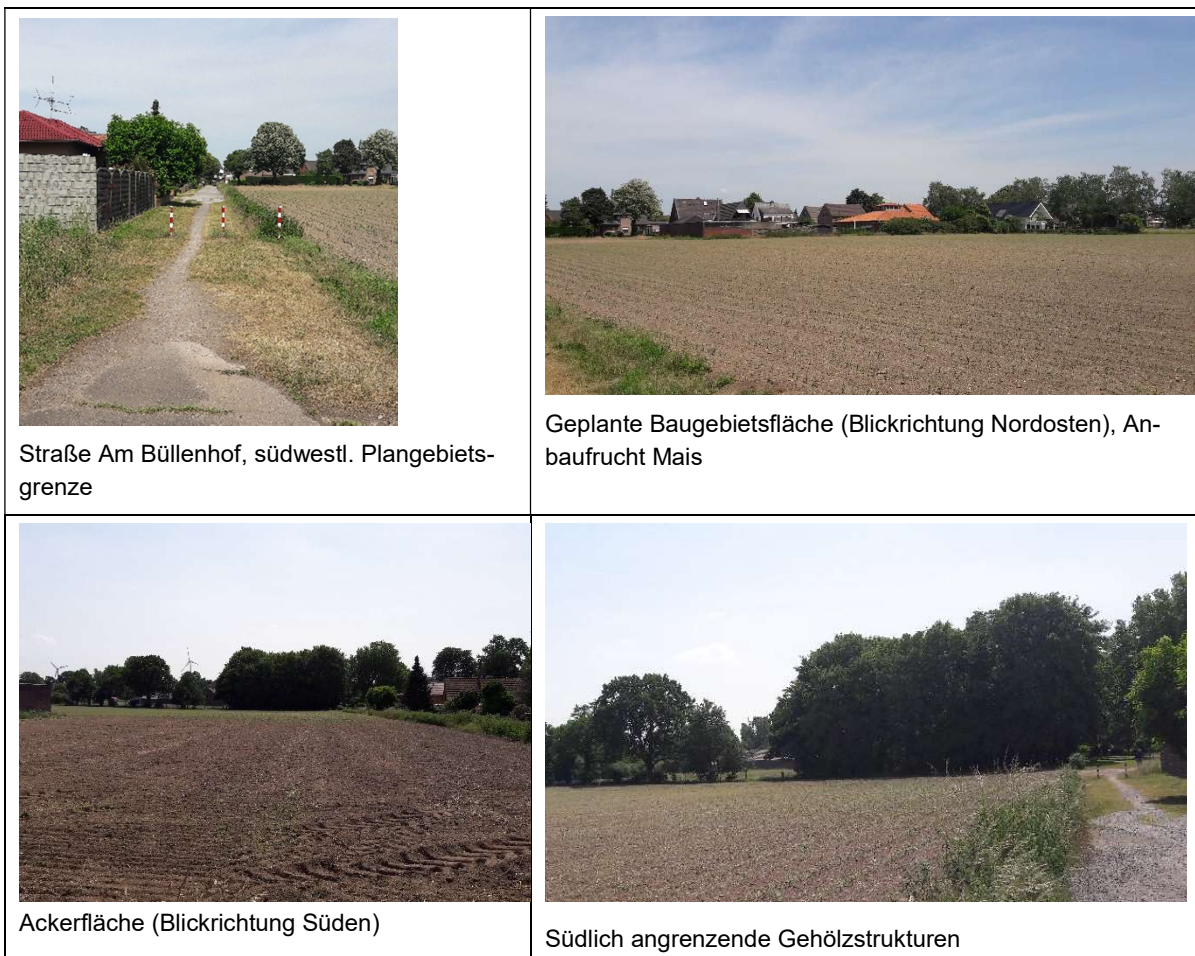 Straße Am Büllenhof, südwestl. Plangebiets-
grenze
Geplante Baugebietsfläche (Blickrichtung Nordosten), An-
baufrucht Mais
Ackerfläche (Blickrichtung Süden)
Südlich angrenzende Gehölzstrukturen